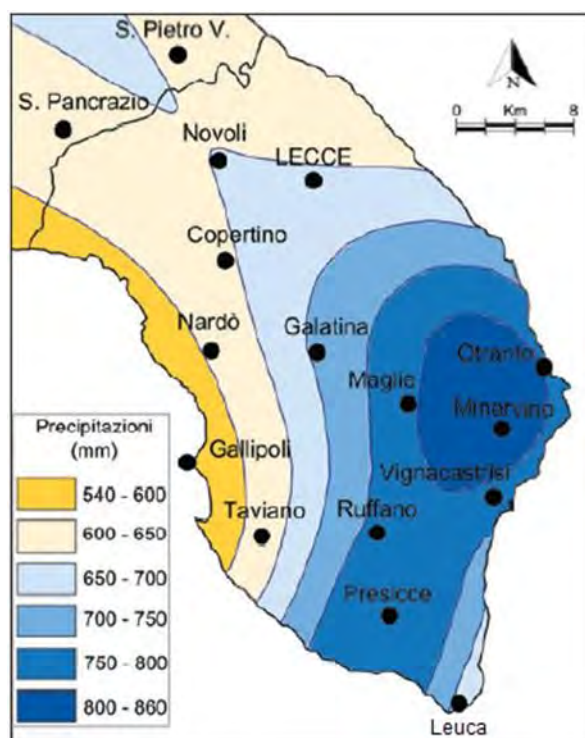 S. Pietro V.
S. Pancrazio
N
0 Km 8
Novoli
LECCE
Copertino
Nardò
Galatina
Otranto
Maglie
Minervino
Precipitazioni
(mm)
Gallipoli
540 - 600
Vignacastrisi
600 - 650
Taviano
Ruffano
650 - 700
700 - 750
Presicce
750 - 800
800 - 860
Leuca